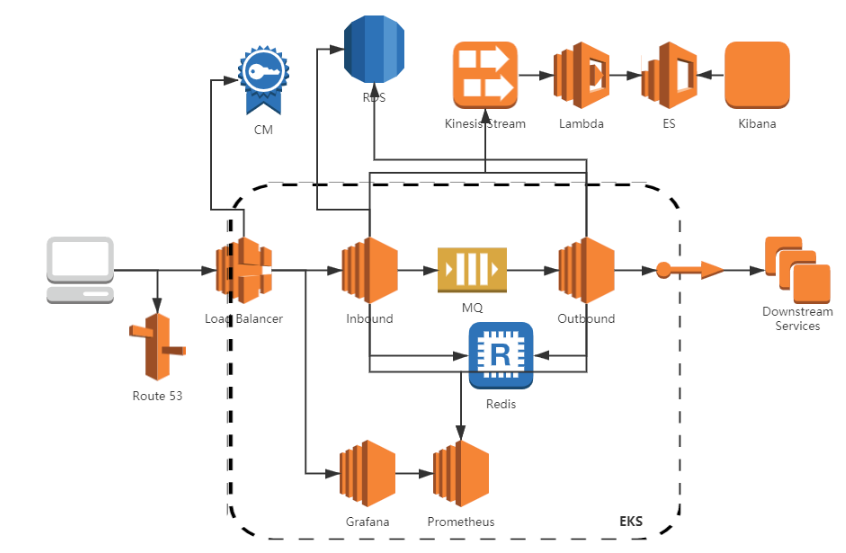 RDS
CM
Kinesis Stream
Lambda
ES
Kibana
Load Balancer
Inbound
MQ
Outbound
Downstream
Services
R
Redis
Route 53
Grafana
Prometheus
EKS